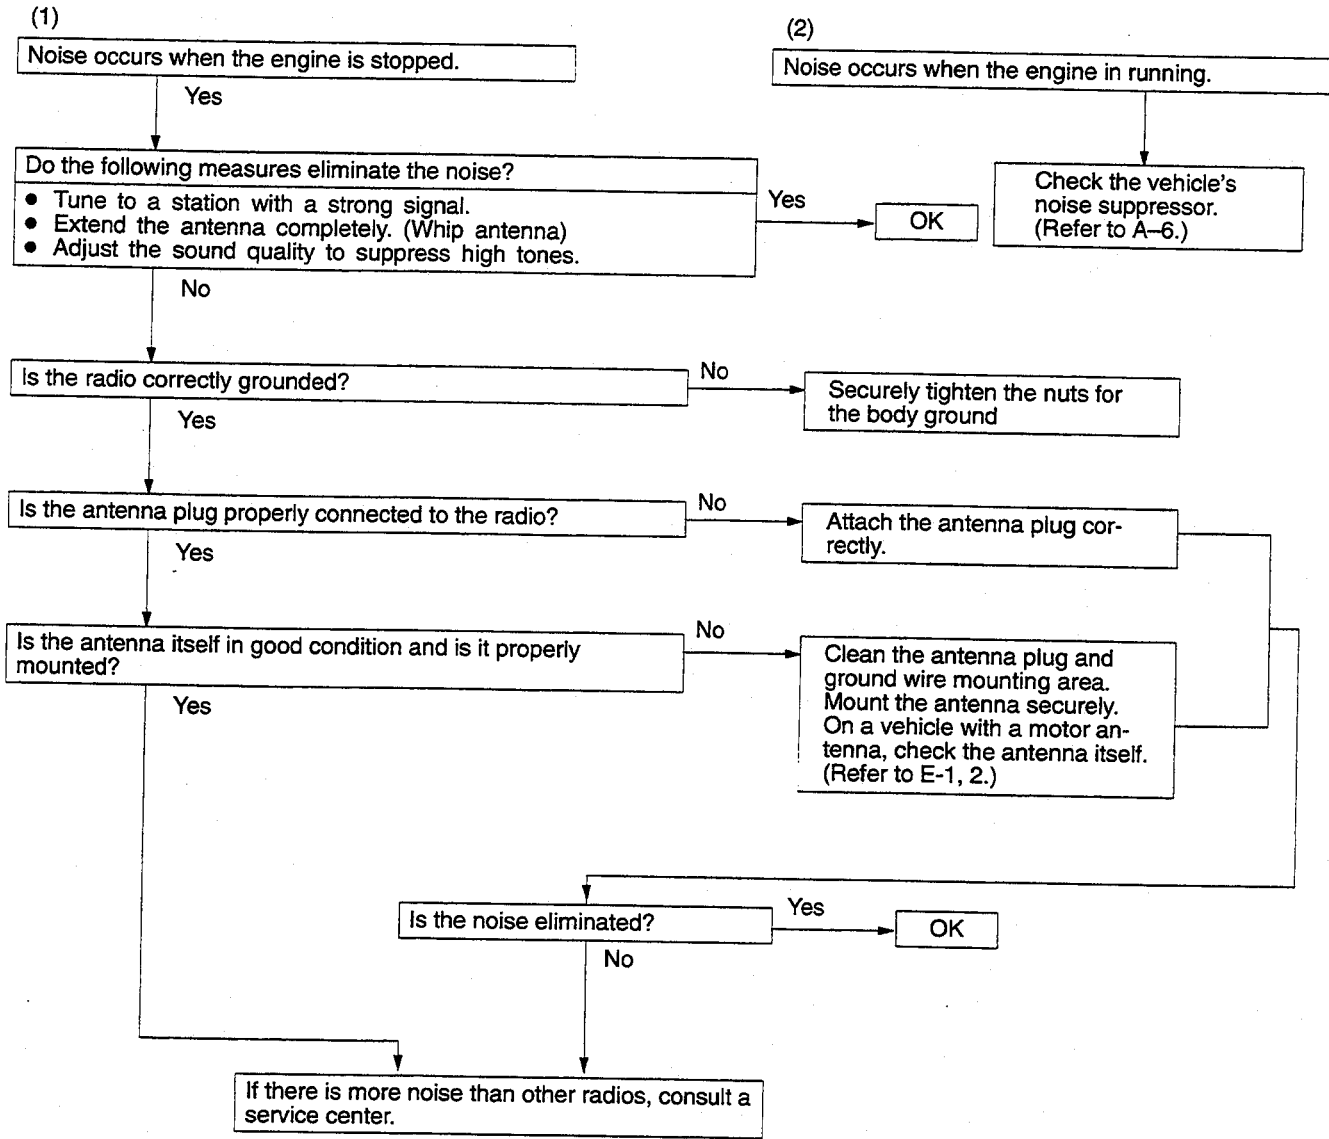 (1)
Noise occurs when the engine is stopped.
Yes
Do the following measures eliminate the noise?
● Tune to a station with a strong signal.
● Extend the antenna completely. (Whip antenna)
● Adjust the sound quality to suppress high tones.
Yes
OK
No
(2)
Noise occurs when the engine in running.
Check the vehicle's
noise suppressor.
(Refer to A–6.)
Is the radio correctly grounded?
No
Securely tighten the nuts for
the body ground
Yes
Is the antenna plug properly connected to the radio?
No
Attach the antenna plug cor-
rectly.
Yes
Is the antenna itself in good condition and is it properly
mounted?
No
Clean the antenna plug and
ground wire mounting area.
Mount the antenna securely.
On a vehicle with a motor an-
tenna, check the antenna itself.
(Refer to E-1, 2.)
Yes
Is the noise eliminated?
Yes
OK
No
If there is more noise than other radios, consult a
service center.